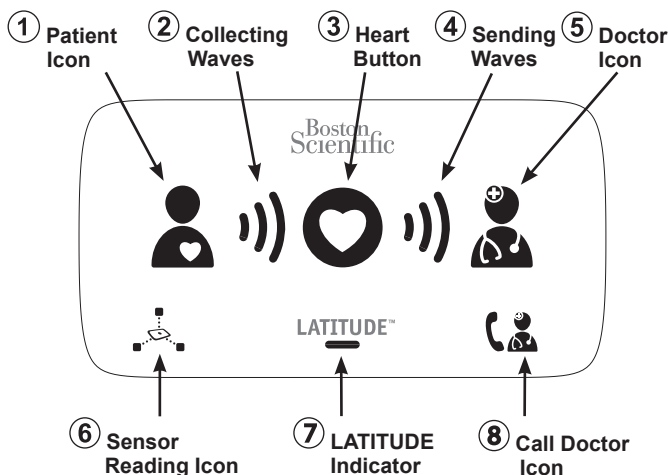 1 Patient Icon
2 Collecting Waves
3 Heart Button
4 Sending Waves
5 Doctor Icon
Boston Scientific
LATITUDE™
6 Sensor Reading Icon
7 LATITUDE Indicator
8 Call Doctor Icon